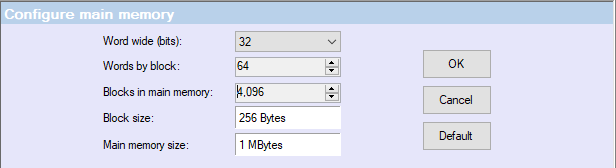 Configure main memory
Word wide (bits): 32
Words by block: 64
OK
Blocks in main memory: 4,096
Cancel
Block size: 256 Bytes
Default
Main memory size: 1 MBytes